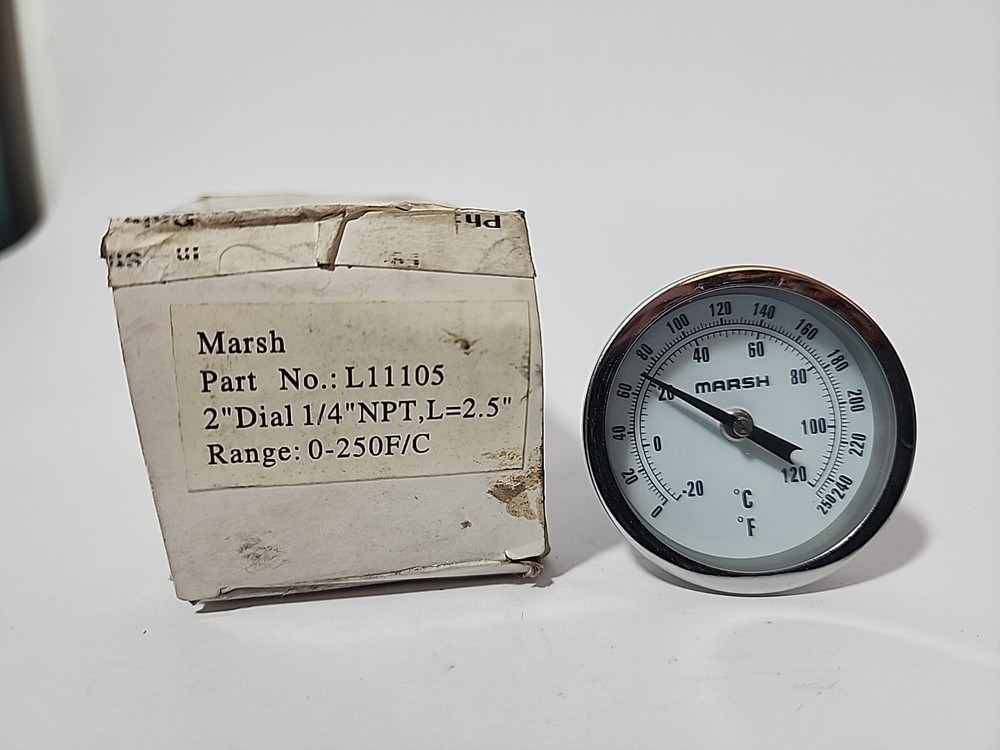 Marsh
Part No.: L11105
2"Dial 1/4"NPT, L=2.5"
Range: 0-250F/C
0 20 40 60 80 100 120 140 160 180 200 220 240 250
-20 0 20 40 60 80 100 120
MARSH
°C
°F